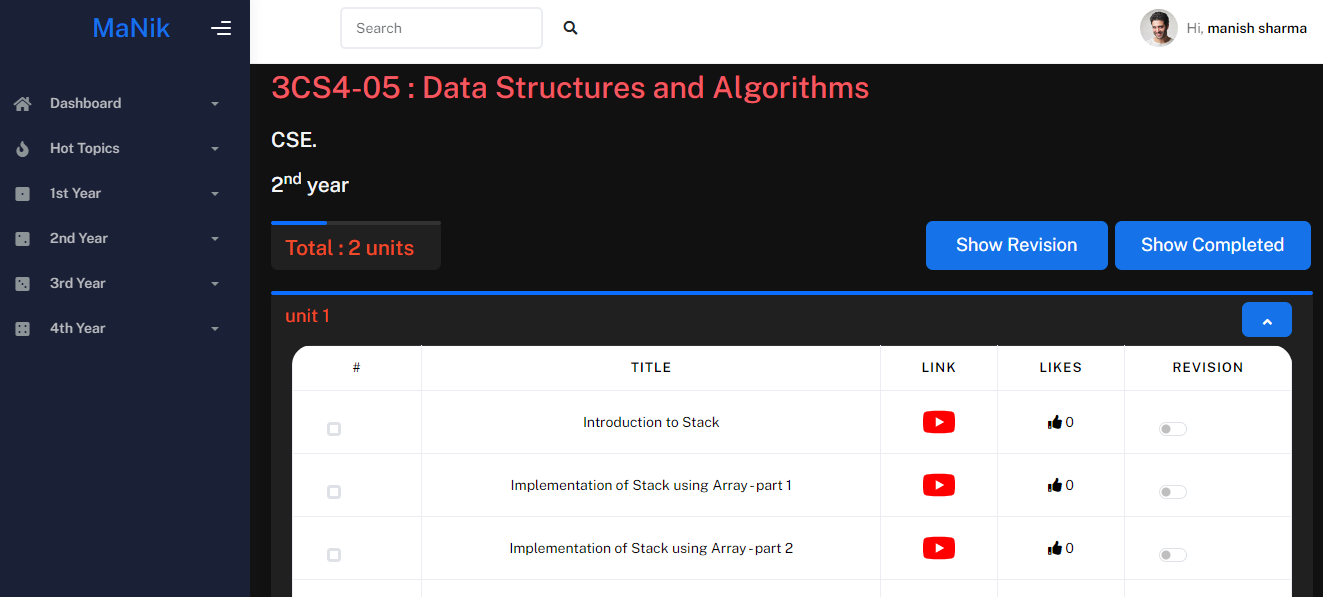 MaNik
Search
Hi, manish sharma
Dashboard
Hot Topics
1st Year
2nd Year
3rd Year
4th Year
3CS4-05 : Data Structures and Algorithms
CSE.
2nd year
Total : 2 units
Show Revision
Show Completed
unit 1
# TITLE LINK LIKES REVISION
Introduction to Stack 0
Implementation of Stack using Array - part 1 0
Implementation of Stack using Array - part 2 0